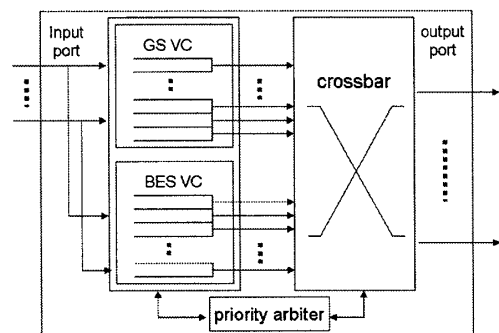 Input
port
GS VC
crossbar
output
port
BES VC
priority arbiter